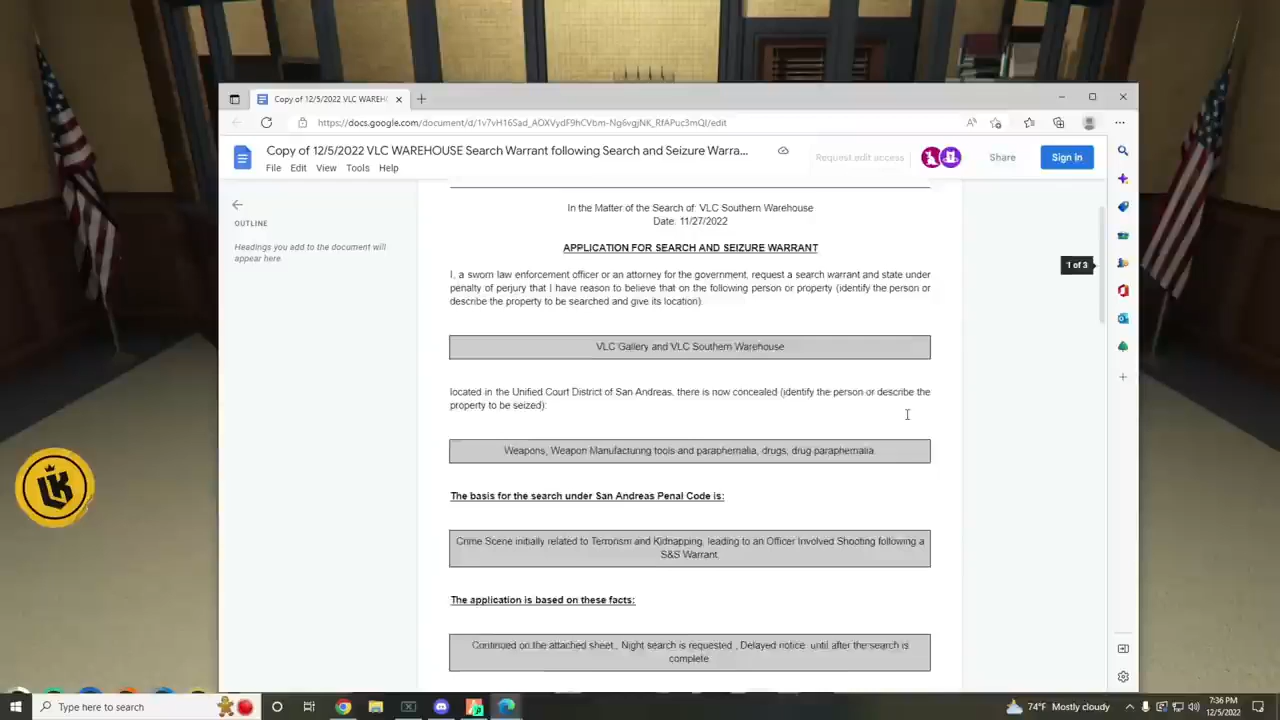 Copy of 12/5/2022 VLC WAREHO
https://docs.google.com/document/d/1v7vH16Sad_AOXVydF9hCVbm-Ng6vgjNK_RfAPuc3mQI/edit
Copy of 12/5/2022 VLC WAREHOUSE Search Warrant following Search and Seizure Warra...
Request edit access
Share
Sign in
File Edit View Tools Help
OUTLINE
Headings you add to the document will
appear here
In the Matter of the Search of: VLC Southern Warehouse
Date: 11/27/2022
APPLICATION FOR SEARCH AND SEIZURE WARRANT
1 of 3
I, a sworn law enforcement officer or an attorney for the government, request a search warrant and state under
penalty of perjury that I have reason to believe that on the following person or property (identify the person or
describe the property to be searched and give its location):
VLC Gallery and VLC Southern Warehouse
located in the Unified Court District of San Andreas, there is now concealed (identify the person or describe the
property to be seized):
Weapons, Weapon Manufacturing tools and paraphernalia, drugs, drug paraphernalia
The basis for the search under San Andreas Penal Code is:
Crime Scene initially related to Terrorism and Kidnapping, leading to an Officer Involved Shooting following a
S&S Warrant.
The application is based on these facts:
Continued on the attached sheet., Night search is requested., Delayed notice: until after the search is
complete
LK
Type here to search
74°F Mostly cloudy
7:36 PM
12/5/2022